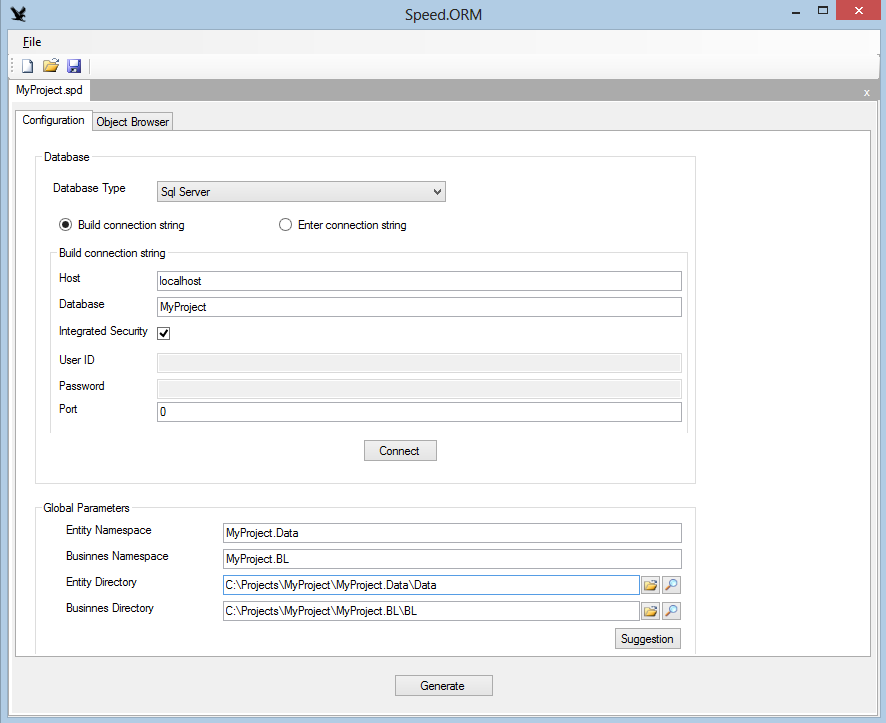 Speed.ORM
File
MyProject.spd
x
Configuration Object Browser
Database
Database Type Sql Server
Build connection string Enter connection string
Build connection string
Host localhost
Database MyProject
Integrated Security
User ID
Password
Port 0
Connect
Global Parameters
Entity Namespace MyProject.Data
Businnes Namespace MyProject.BL
Entity Directory C:\Projects\MyProject\MyProject.Data\Data
Businnes Directory C:\Projects\MyProject\MyProject.BL\BL
Suggestion
Generate